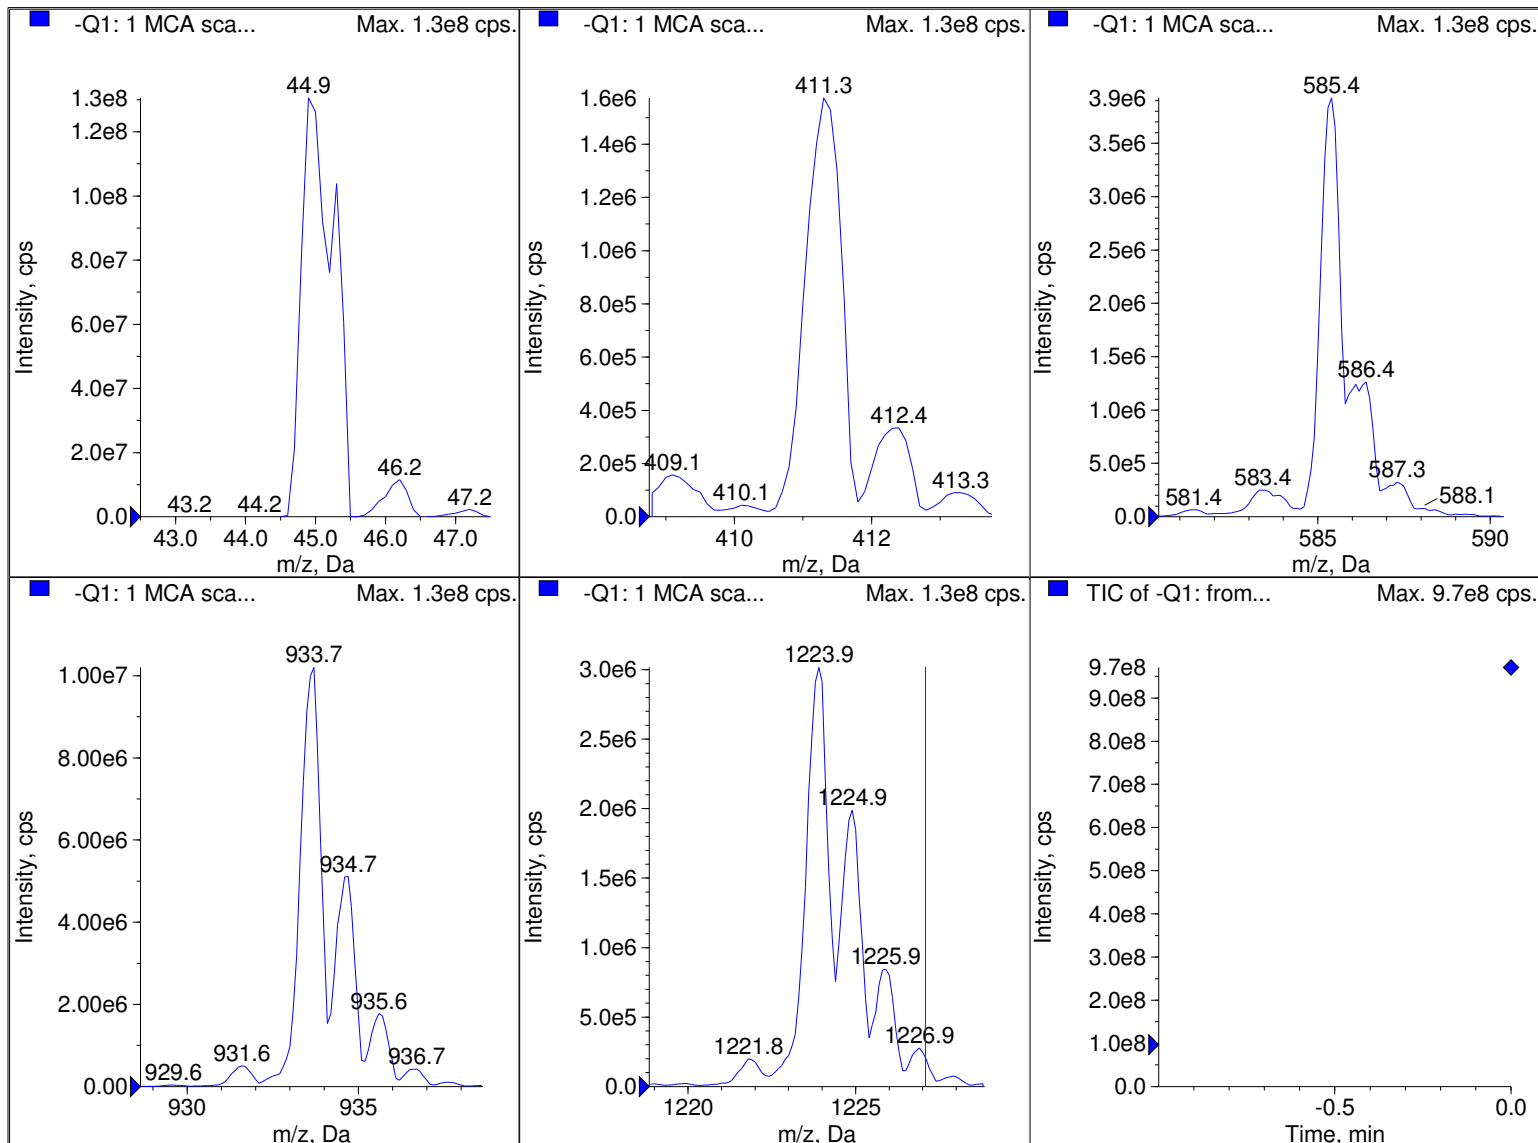 -Q1: 1 MCA sca... Max. 1.3e8 cps.
44.9
1.3e8
1.2e8
1.0e8
8.0e7
6.0e7
4.0e7
2.0e7
0.0
46.2
43.2 44.2 47.2
43.0 44.0 45.0 46.0 47.0
m/z, Da
Intensity, cps
-Q1: 1 MCA sca... Max. 1.3e8 cps.
411.3
1.6e6
1.4e6
1.2e6
1.0e6
8.0e5
6.0e5
4.0e5
2.0e5
0.0
412.4
409.1
410.1 413.3
410 412
m/z, Da
Intensity, cps
-Q1: 1 MCA sca... Max. 1.3e8 cps.
585.4
3.9e6
3.5e6
3.0e6
2.5e6
2.0e6
1.5e6
1.0e6
5.0e5
0.0
586.4
583.4 587.3
581.4 588.1
585 590
m/z, Da
Intensity, cps
-Q1: 1 MCA sca... Max. 1.3e8 cps.
933.7
1.00e7
8.00e6
6.00e6
4.00e6
2.00e6
0.00
934.7
935.6
929.6 931.6 936.7
930 935
m/z, Da
Intensity, cps
-Q1: 1 MCA sca... Max. 1.3e8 cps.
1223.9
3.0e6
2.5e6
2.0e6
1.5e6
1.0e6
5.0e5
0.0
1224.9
1225.9
1221.8 1226.9
1220 1225
m/z, Da
Intensity, cps
TIC of -Q1: from... Max. 9.7e8 cps.
9.7e8
9.0e8
8.0e8
7.0e8
6.0e8
5.0e8
4.0e8
3.0e8
2.0e8
1.0e8
0.0
-0.5 0.0
Time, min
Intensity, cps